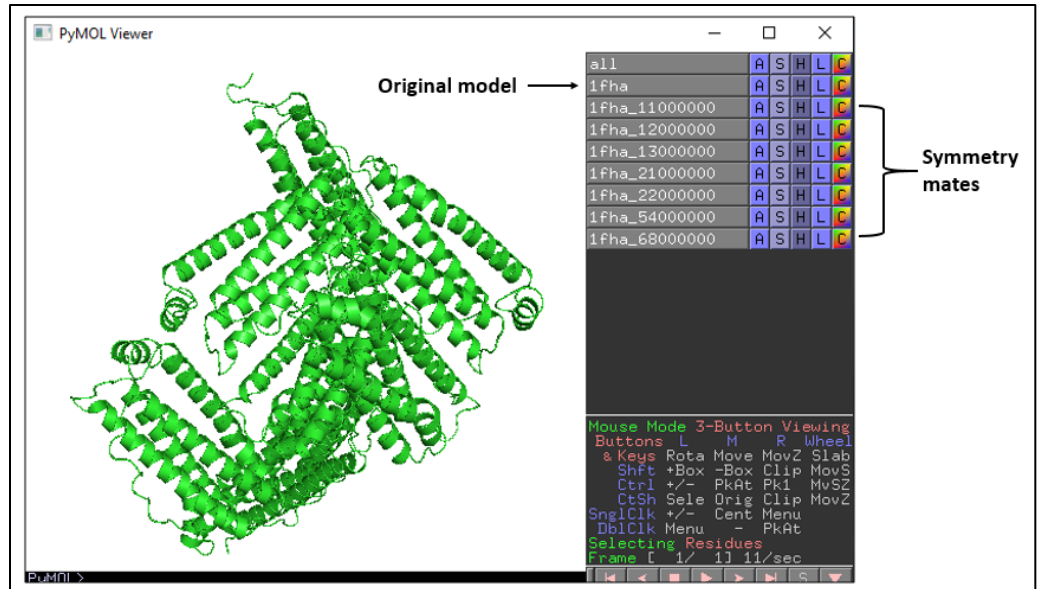 PyMOL Viewer
Original model
all A S H L C
1fha A S H L C
1fha_11000000 A S H L C
1fha_12000000 A S H L C
1fha_13000000 A S H L C
1fha_21000000 A S H L C
1fha_22000000 A S H L C
1fha_54000000 A S H L C
1fha_68000000 A S H L C
Symmetry
mates
Mouse Mode 3-Button Viewing
Buttons L M R Wheel
& Keys Rota Move MovZ Slab
Shft +Box -Box Clip MovS
Ctrl +/- PkAt Pk1 MvSZ
CtSh Sele Orig Clip MovZ
SnglClk +/- Cent Menu
DblClk Menu - PkAt
Selecting Residues
Frame [ 1/ 1] 11/sec
PyMOL>
S